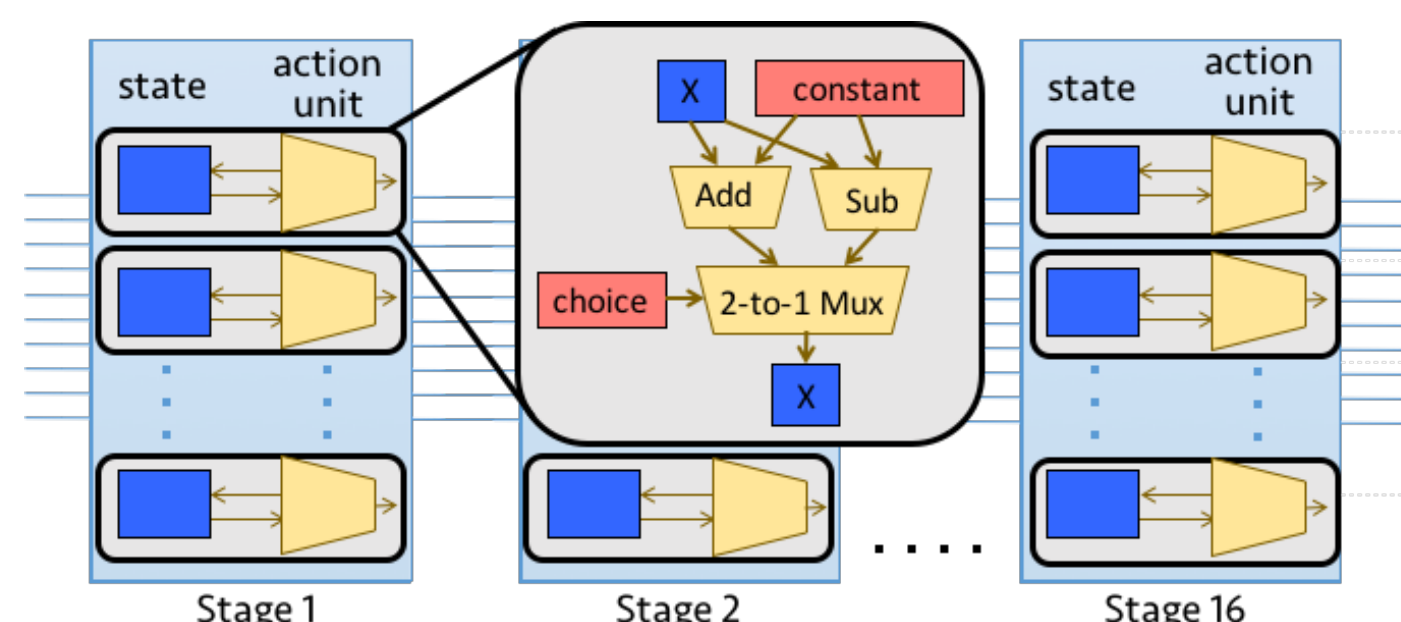 state
action
unit
X
constant
Add
Sub
choice
2-to-1 Mux
X
state
action
unit
Stage 1
Stage 2
Stage 16